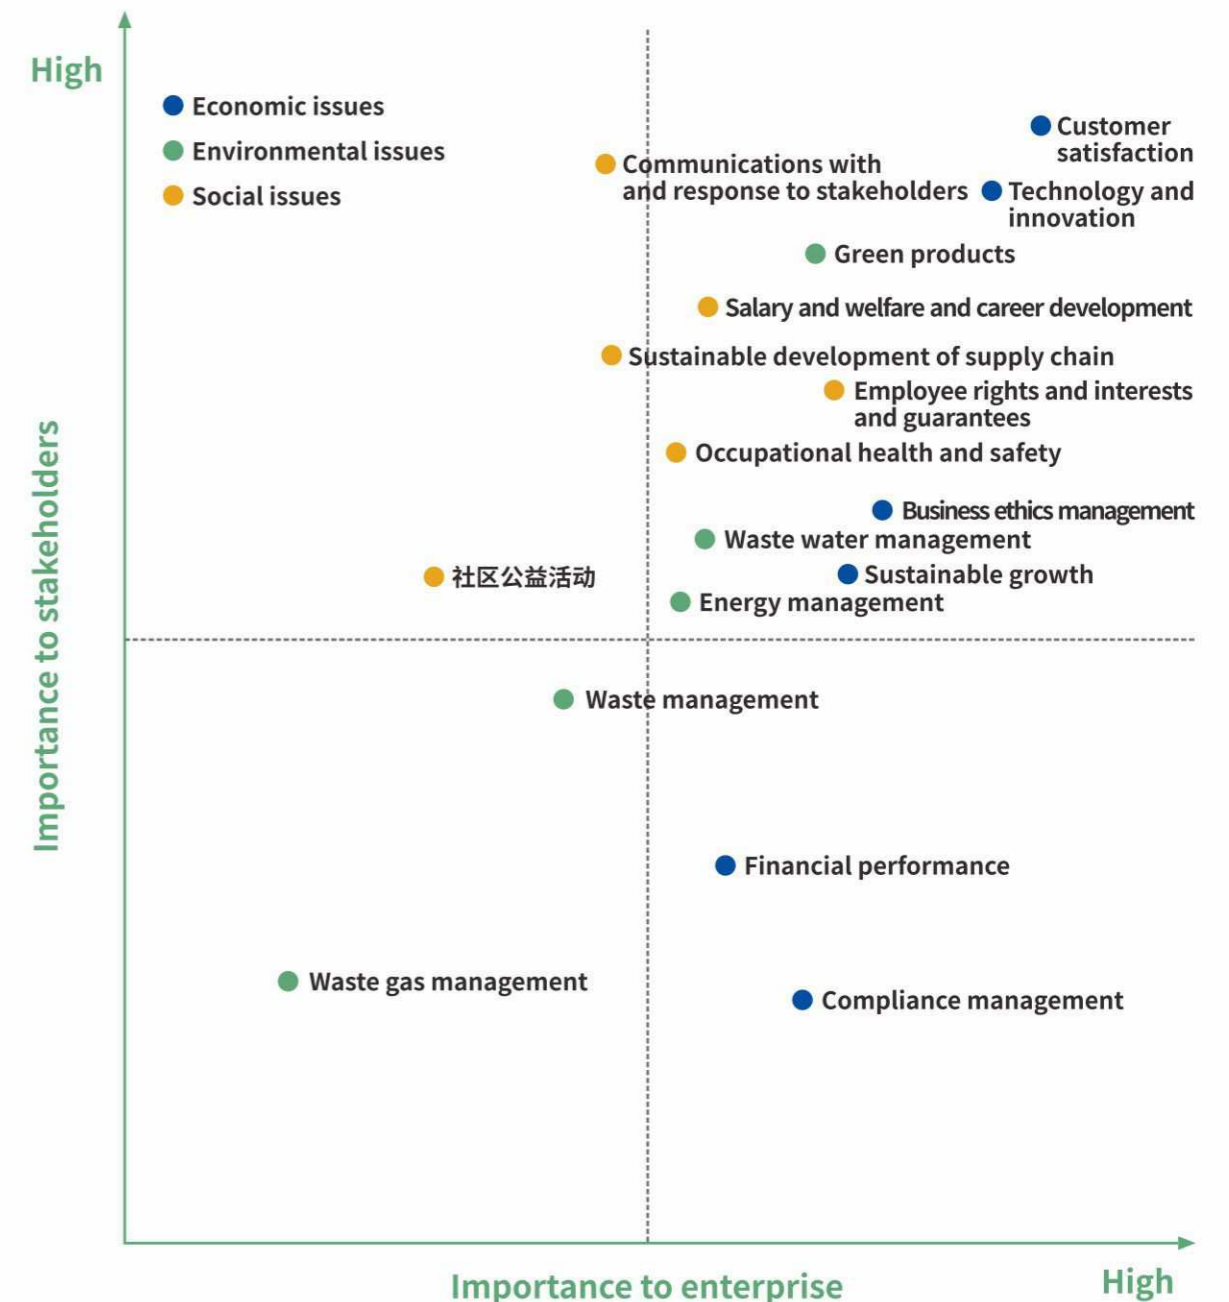 High
Economic issues
Environmental issues
Social issues
Customer
satisfaction
Communications with
and response to stakeholders
Technology and
innovation
Green products
Salary and welfare and career development
Sustainable development of supply chain
Employee rights and interests
and guarantees
Occupational health and safety
Business ethics management
Waste water management
社区公益活动
Sustainable growth
Energy management
Importance to stakeholders
Waste management
Financial performance
Waste gas management
Compliance management
Importance to enterprise
High